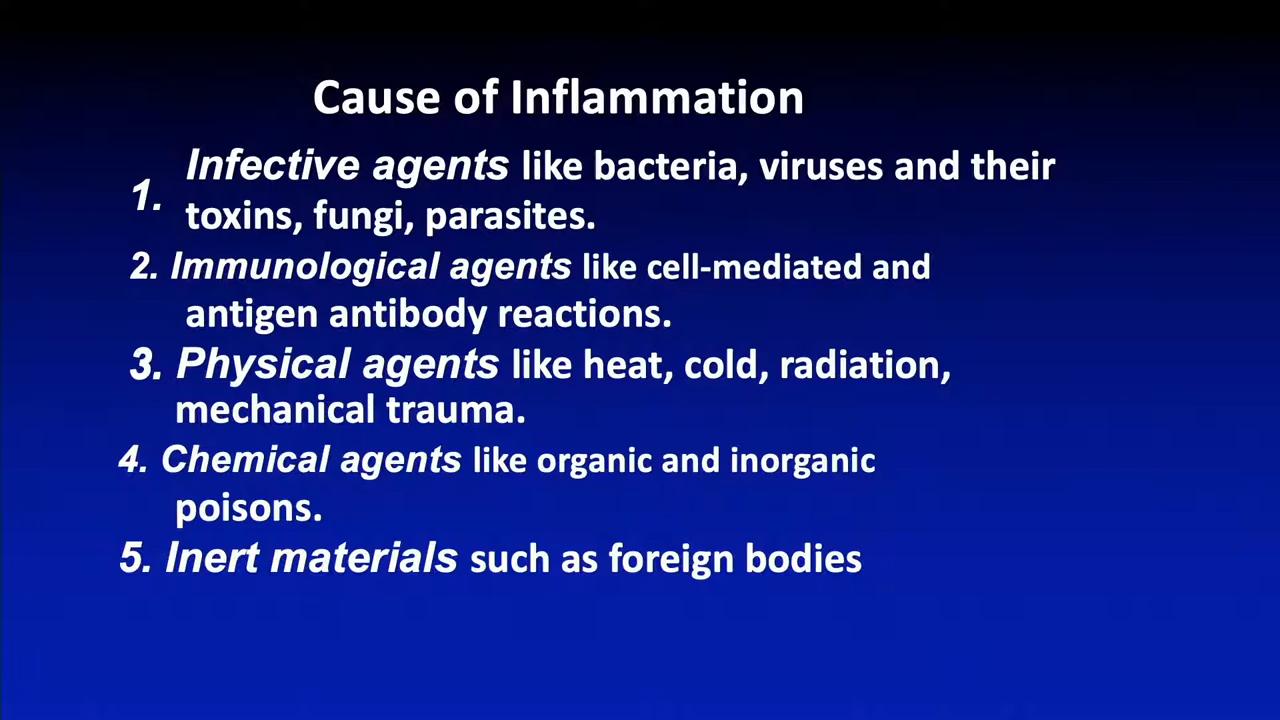 Cause of Inflammation
1. Infective agents like bacteria, viruses and their
toxins, fungi, parasites.
2. Immunological agents like cell-mediated and
antigen antibody reactions.
3. Physical agents like heat, cold, radiation,
mechanical trauma.
4. Chemical agents like organic and inorganic
poisons.
5. Inert materials such as foreign bodies